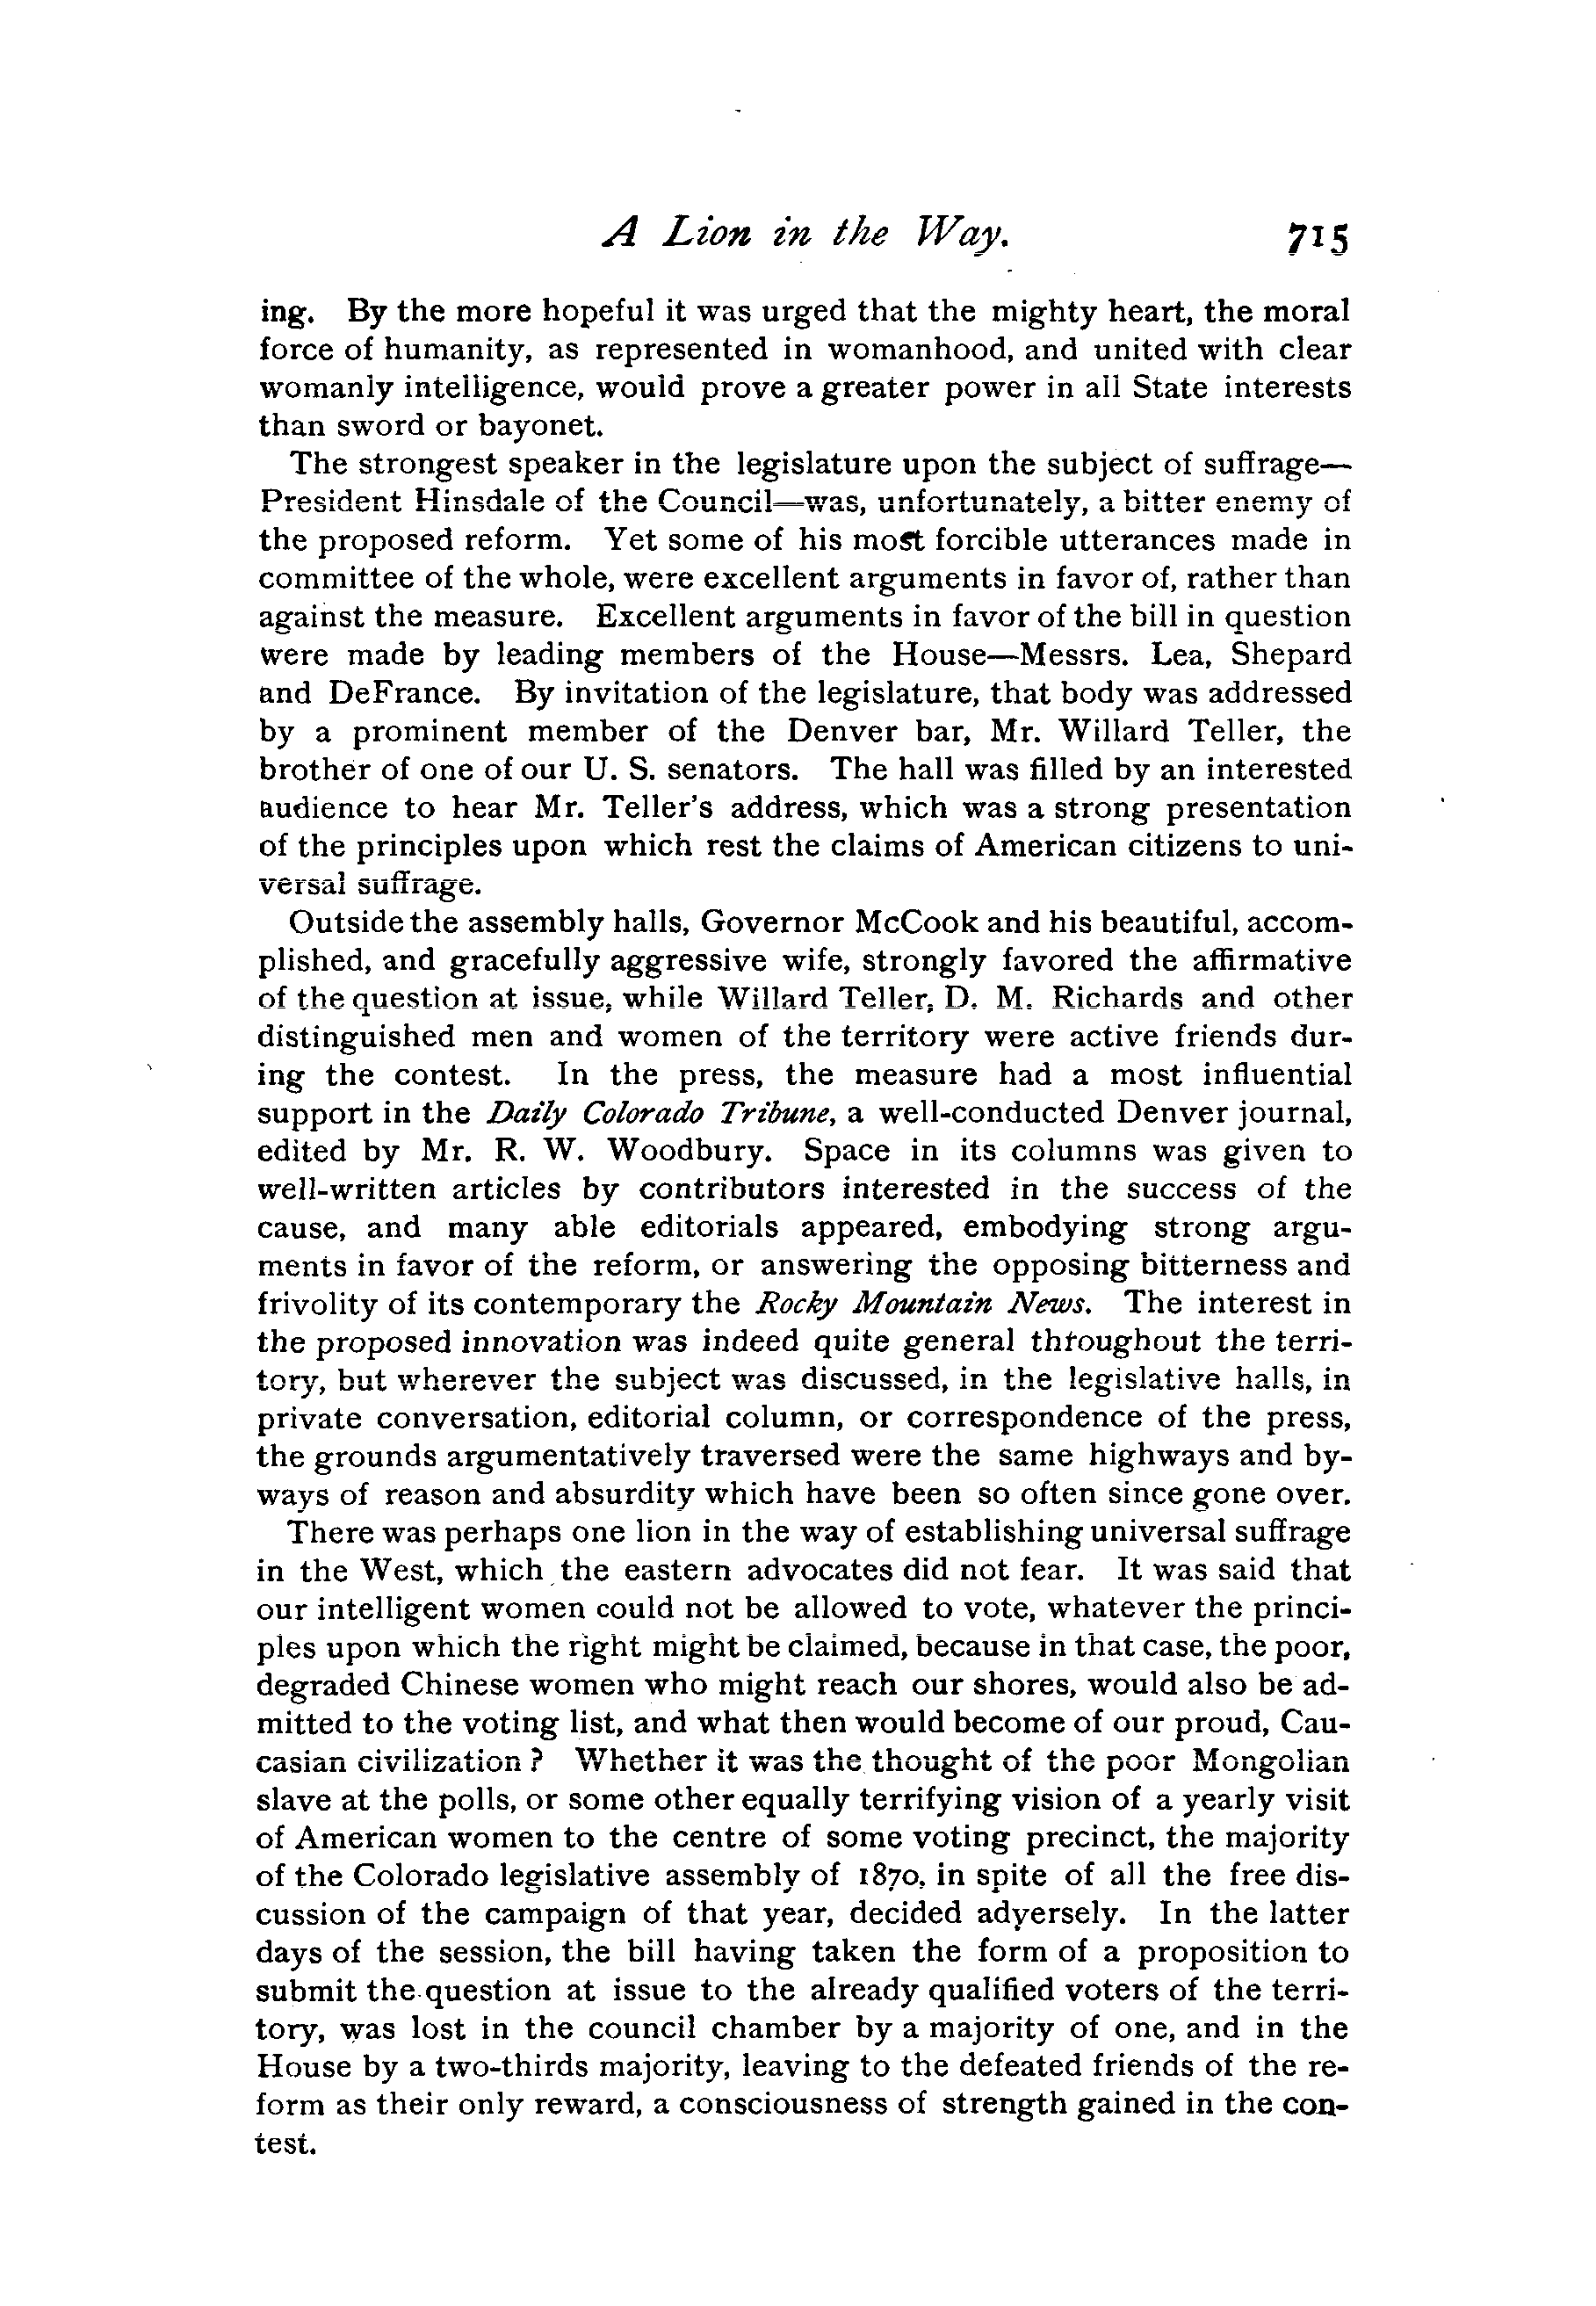 A Lion in the Way. 715
ing. By the more hopeful it was urged that the mighty heart, the moral
force of humanity, as represented in womanhood, and united with clear
womanly intelligence, would prove a greater power in all State interests
than sword or bayonet.
The strongest speaker in the legislature upon the subject of suffrage—
President Hinsdale of the Council—was, unfortunately, a bitter enemy of
the proposed reform. Yet some of his most forcible utterances made in
committee of the whole, were excellent arguments in favor of, rather than
against the measure. Excellent arguments in favor of the bill in question
were made by leading members of the House—Messrs. Lea, Shepard
and DeFrance. By invitation of the legislature, that body was addressed
by a prominent member of the Denver bar, Mr. Willard Teller, the
brother of one of our U. S. senators. The hall was filled by an interested
audience to hear Mr. Teller's address, which was a strong presentation
of the principles upon which rest the claims of American citizens to uni-
versal suffrage.
Outside the assembly halls, Governor McCook and his beautiful, accom-
plished, and gracefully aggressive wife, strongly favored the affirmative
of the question at issue, while Willard Teller, D. M. Richards and other
distinguished men and women of the territory were active friends dur-
ing the contest. In the press, the measure had a most influential
support in the Daily Colorado Tribune, a well-conducted Denver journal,
edited by Mr. R. W. Woodbury. Space in its columns was given to
well-written articles by contributors interested in the success of the
cause, and many able editorials appeared, embodying strong argu-
ments in favor of the reform, or answering the opposing bitterness and
frivolity of its contemporary the Rocky Mountain News. The interest in
the proposed innovation was indeed quite general throughout the terri-
tory, but wherever the subject was discussed, in the legislative halls, in
private conversation, editorial column, or correspondence of the press,
the grounds argumentatively traversed were the same highways and by-
ways of reason and absurdity which have been so often since gone over.
There was perhaps one lion in the way of establishing universal suffrage
in the West, which the eastern advocates did not fear. It was said that
our intelligent women could not be allowed to vote, whatever the princi-
ples upon which the right might be claimed, because in that case, the poor,
degraded Chinese women who might reach our shores, would also be ad-
mitted to the voting list, and what then would become of our proud, Cau-
casian civilization ? Whether it was the thought of the poor Mongolian
slave at the polls, or some other equally terrifying vision of a yearly visit
of American women to the centre of some voting precinct, the majority
of the Colorado legislative assembly of 1870, in spite of all the free dis-
cussion of the campaign of that year, decided adversely. In the latter
days of the session, the bill having taken the form of a proposition to
submit the question at issue to the already qualified voters of the terri-
tory, was lost in the council chamber by a majority of one, and in the
House by a two-thirds majority, leaving to the defeated friends of the re-
form as their only reward, a consciousness of strength gained in the con-
test.